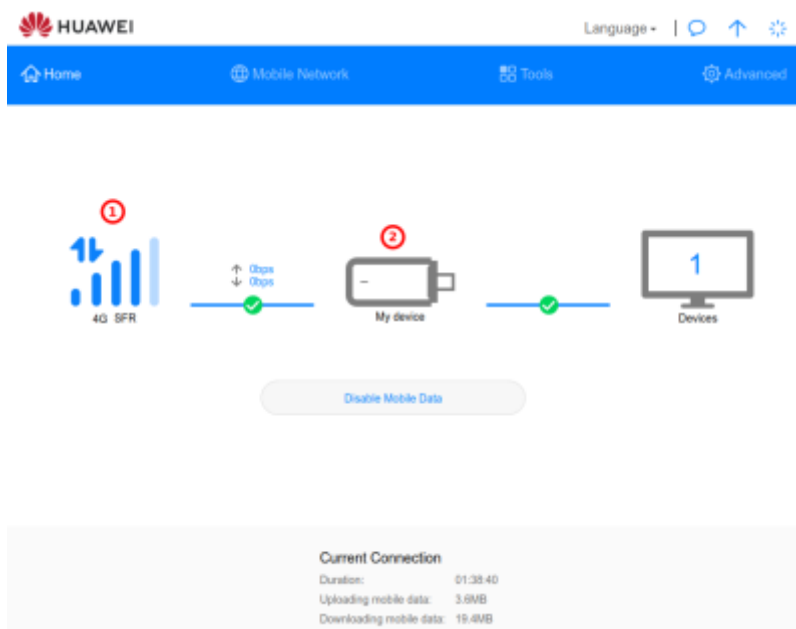 HUAWEI
Language
Home
Mobile Network
Tools
Advanced
1
2
0bps
0bps
1
4G SFR
My device
Devices
Disable Mobile Data
Current Connection
Duration: 01:38:40
Uploading mobile data: 3.6MB
Downloading mobile data: 19.4MB